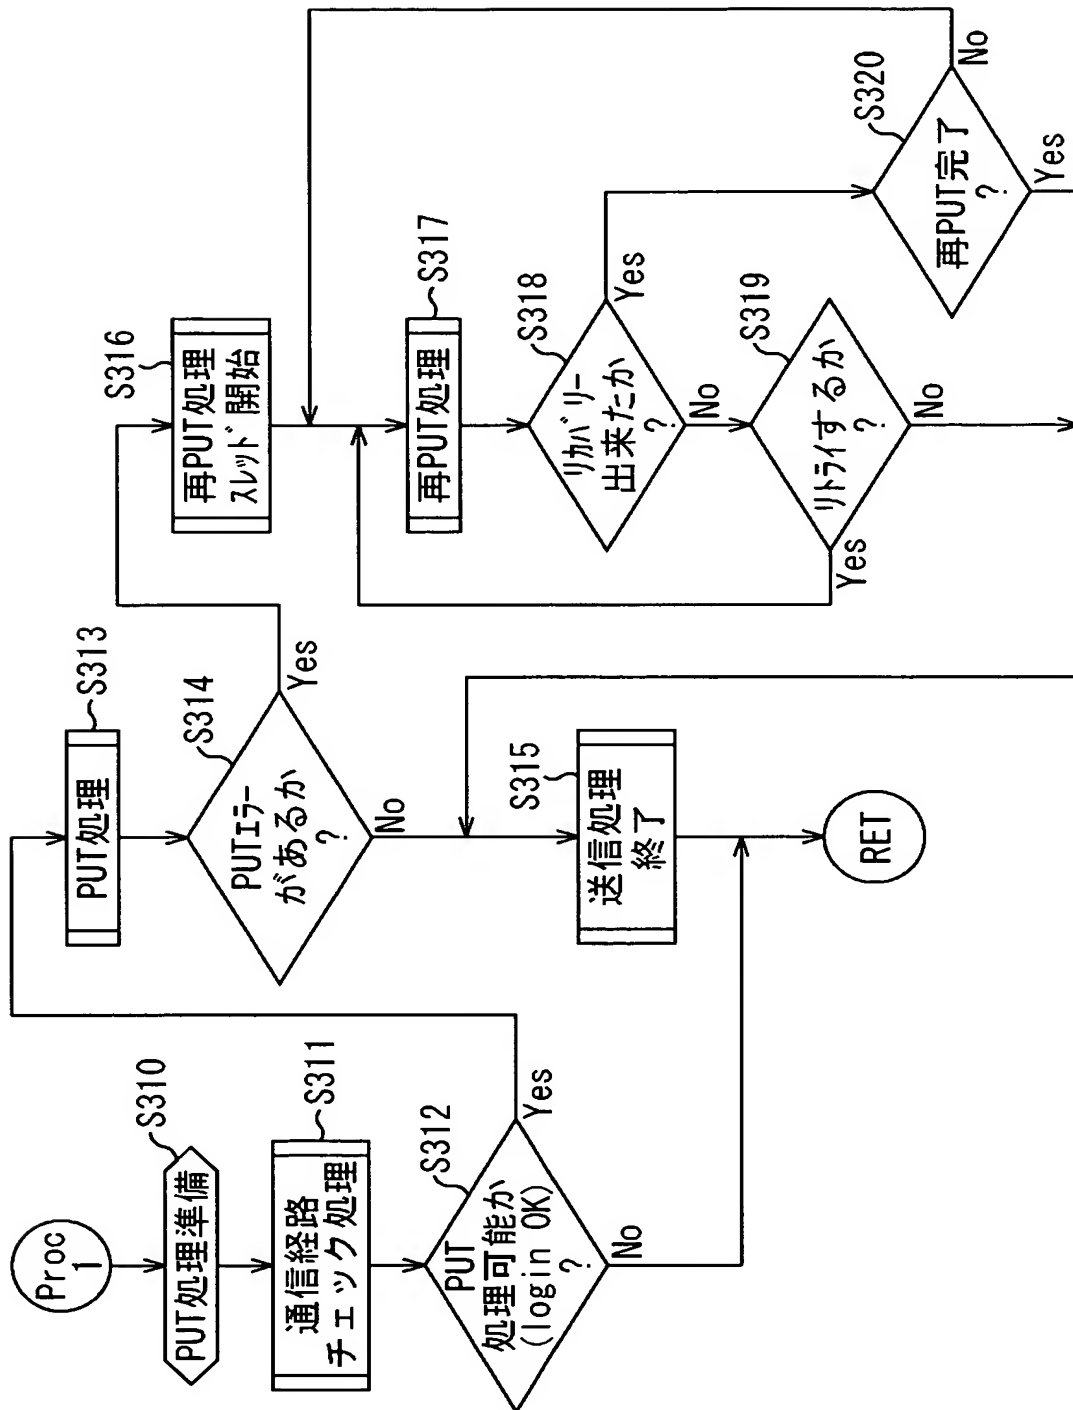 Proc
1
S310
PUT処理準備
S311
通信経路
チェック処理
S312
PUT
処理可能か
(login OK)
?
Yes
No
S313
PUT処理
S314
PUTエラー
があるか
?
Yes
No
S315
送信処理
終了
RET
S316
再PUT処理
スレッド開始
S317
再PUT処理
S318
リカバリー
出来たか
?
Yes
No
S319
リトライするか
?
Yes
No
S320
再PUT完了
?
No
Yes